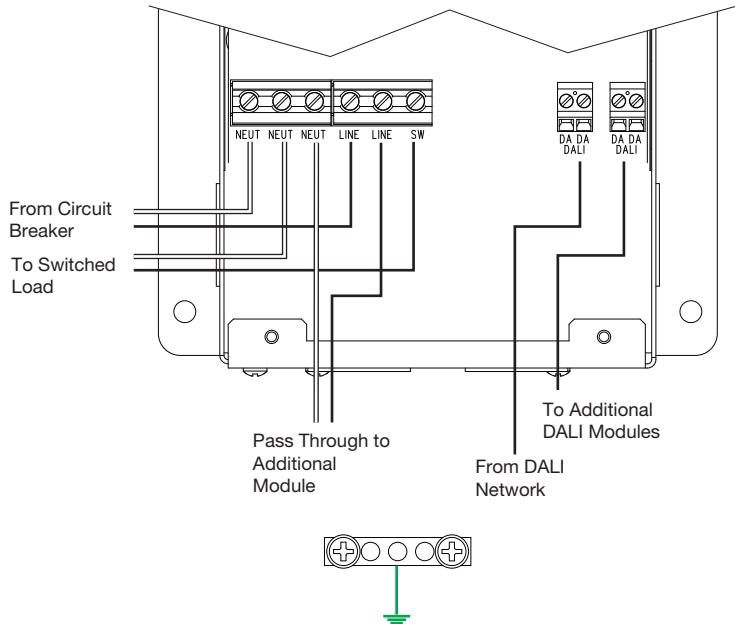 NEUT NEUT NEUT LINE LINE SW
DA DA
DALI
DA DA
DALI
From Circuit
Breaker
To Switched
Load
Pass Through to
Additional
Module
From DALI
Network
To Additional
DALI Modules